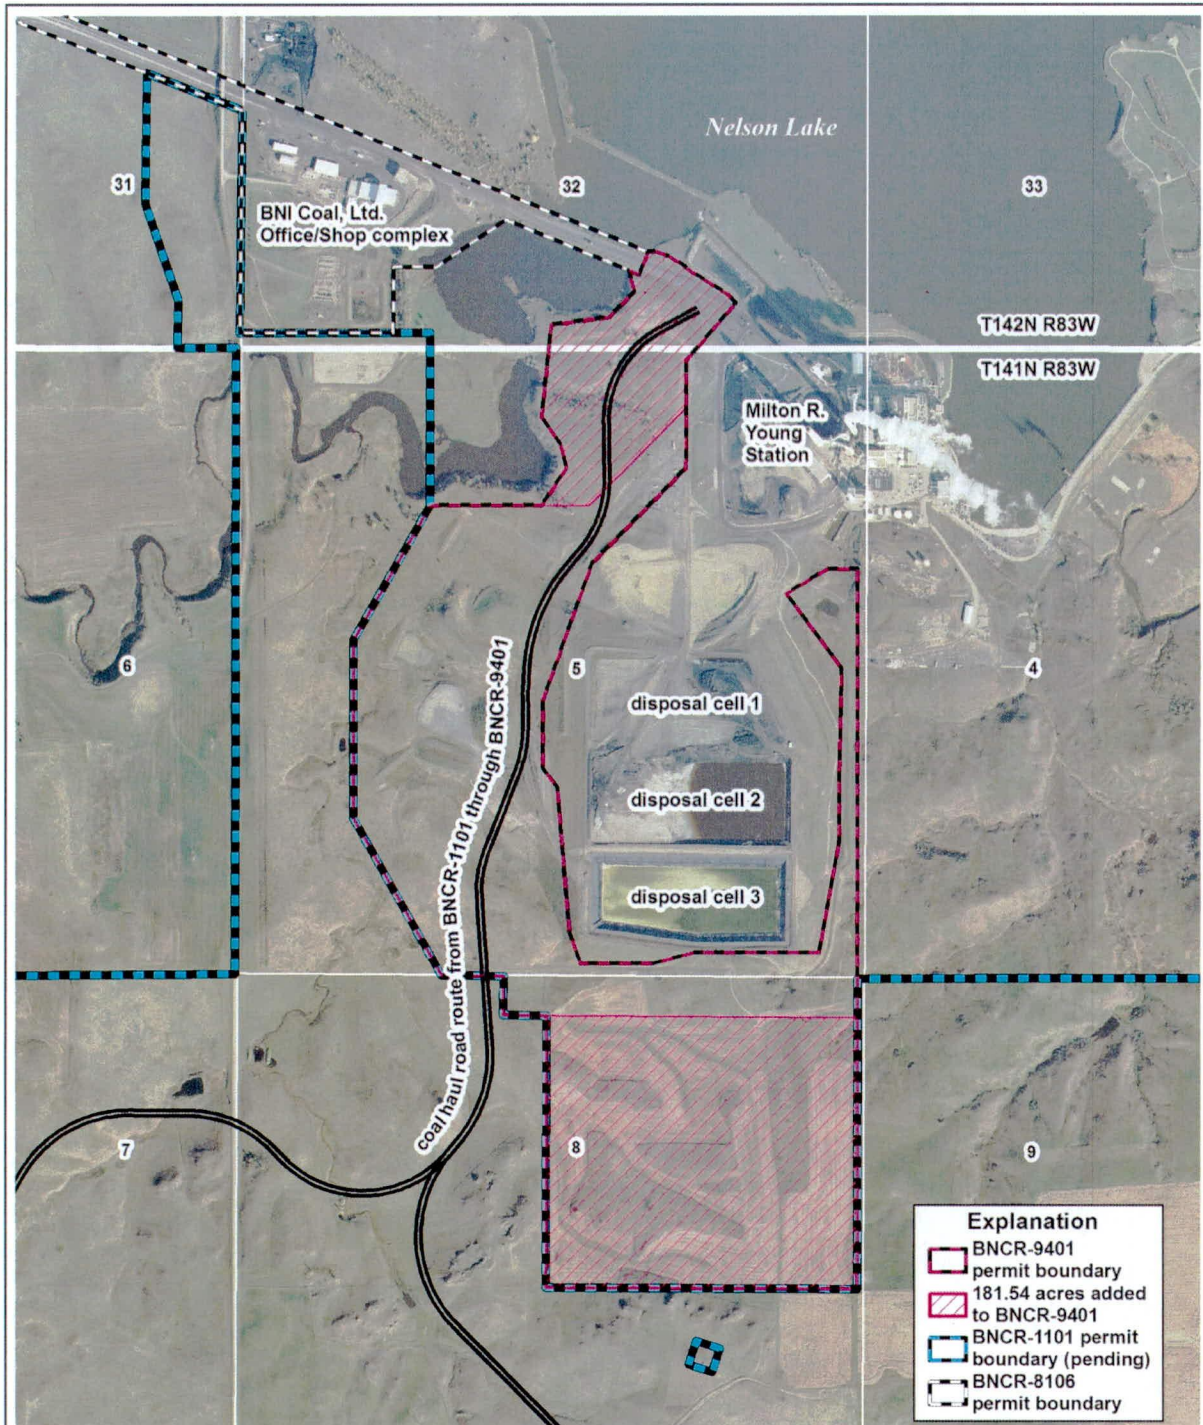 Nelson Lake
31
32
33
BNI Coal, Ltd.
Office/Shop complex
T142N R83W
T141N R83W
Milton R.
Young
Station
6
5
4
disposal cell 1
disposal cell 2
disposal cell 3
coal haul road route from BNCR-1101 through BNCR-9401
7
8
9
Explanation
BNCR-9401
permit boundary
181.54 acres added
to BNCR-9401
BNCR-1101 permit
boundary (pending)
BNCR-8106
permit boundary